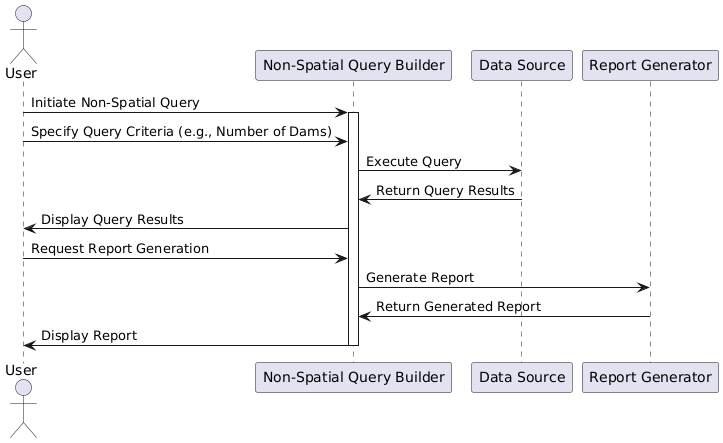 User
Non-Spatial Query Builder
Data Source
Report Generator
Initiate Non-Spatial Query
Specify Query Criteria (e.g., Number of Dams)
Execute Query
Return Query Results
Display Query Results
Request Report Generation
Generate Report
Return Generated Report
Display Report
User
Non-Spatial Query Builder
Data Source
Report Generator